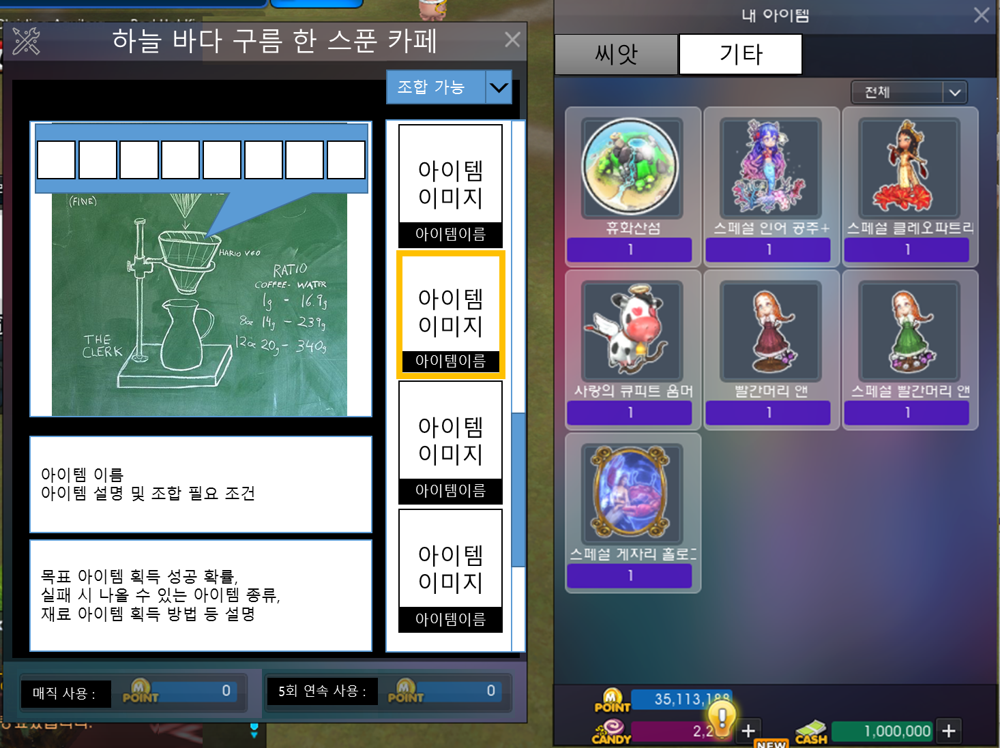 하늘 바다 구름 한 스푼 카페
조합 가능
(FINE)
HARIO V60
RATIO
COFFEE- WATER
1g - 16.9g
8oz 14g - 239g
12oz 20g - 340g
THE
CLERK
아이템
이미지
아이템이름
아이템
이미지
아이템이름
아이템
이미지
아이템이름
아이템
이미지
아이템이름
아이템 이름
아이템 설명 및 조합 필요 조건
목표 아이템 획득 성공 확률,
실패 시 나올 수 있는 아이템 종류,
재료 아이템 획득 방법 등 설명
매직 사용 :
M POINT
0
5회 연속 사용 :
M POINT
0
내 아이템
씨앗
기타
전체
휴화산섬
1
스페셜 인어 공주+
1
스페셜 클레오파트라
1
사랑의 큐피트 움머
1
빨간머리 앤
1
스페셜 빨간머리 앤
1
스페셜 게자리 홀로그
1
M POINT
35,113,188
CANDY
2,2
+
NEW
CASH
1,000,000
+